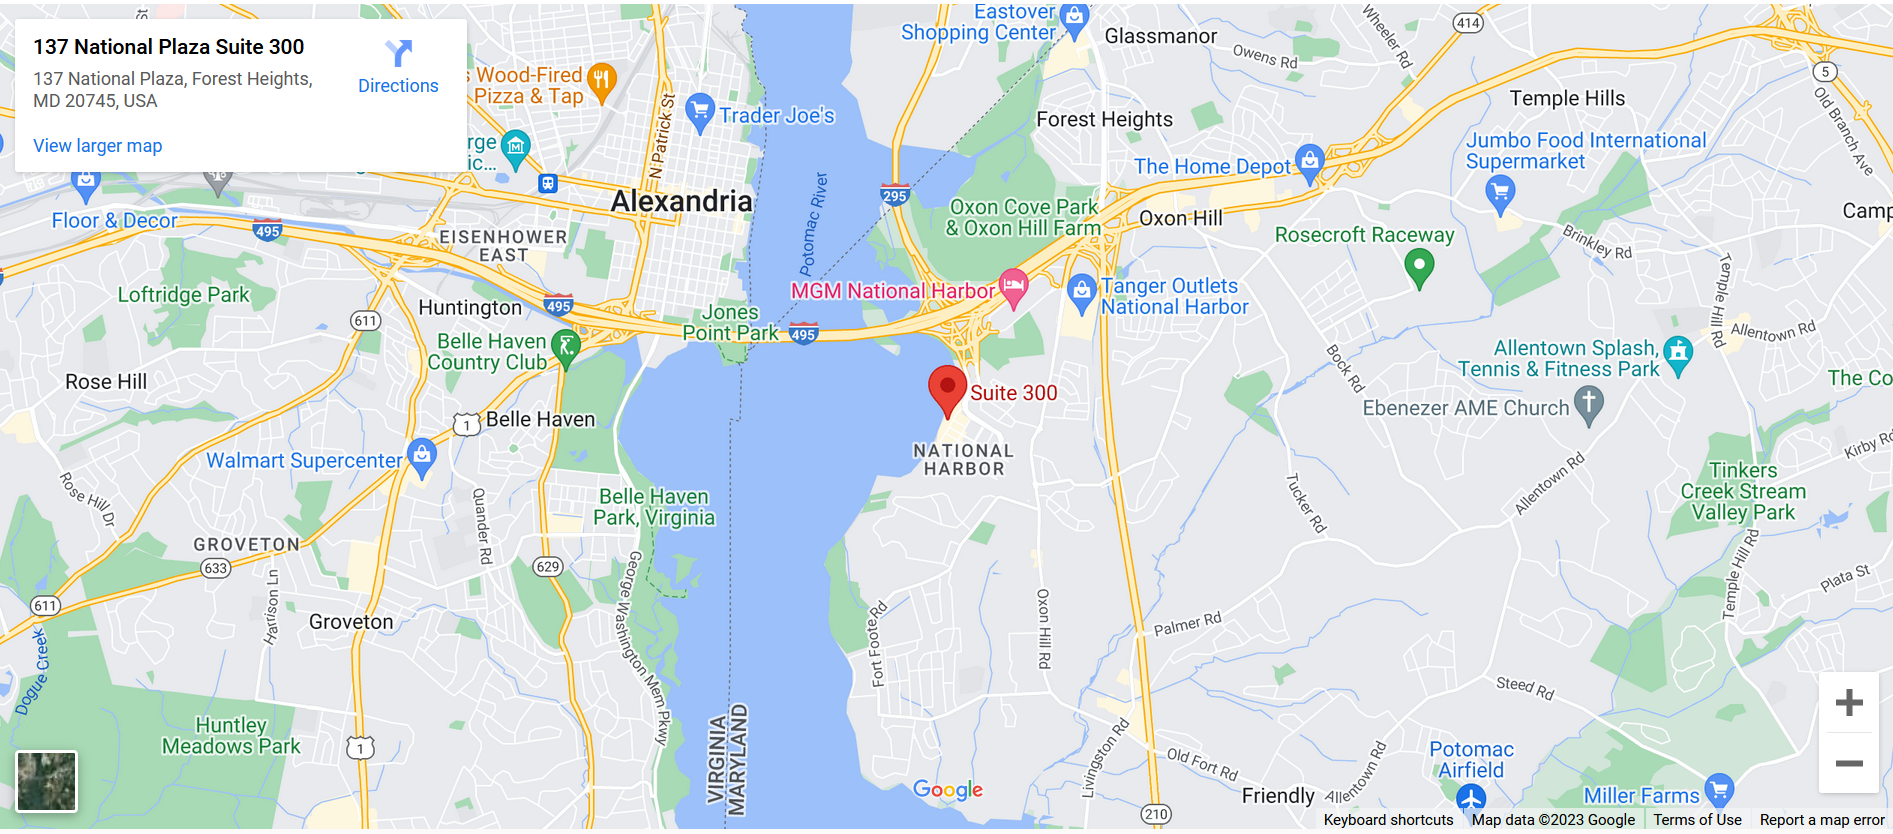 137 National Plaza Suite 300
137 National Plaza, Forest Heights,
MD 20745, USA
Directions
View larger map
Eastover
Shopping Center
Glassmanor
Owens Rd
Wheeler Rd
414
5
Old Branch Ave
Temple Hills
Wood-Fired
Pizza & Tap
Trader Joe's
N Patrick St
Forest Heights
The Home Depot
Jumbo Food International
Supermarket
Floor & Decor
495
Alexandria
Potomac River
295
Oxon Cove Park
& Oxon Hill Farm
Oxon Hill
Rosecroft Raceway
Brinkley Rd
EISENHOWER
EAST
Loftridge Park
Huntington
495
611
MGM National Harbor
Tanger Outlets
National Harbor
Temple Hill Rd
Allentown Rd
Jones
Point Park
495
Belle Haven
Country Club
Rose Hill
Bock Rd
Allentown Splash,
Tennis & Fitness Park
Suite 300
Ebenezer AME Church
1
Belle Haven
NATIONAL
HARBOR
Walmart Supercenter
Kirby Rd
Rose Hill Dr
Quander Rd
Belle Haven
Park, Virginia
Tucker Rd
Allentown Rd
Tinkers
Creek Stream
Valley Park
GROVETON
633
629
George Washington Mem Pkwy
Temple Hill Rd
Plata St
611
Harrison Ln
Groveton
Fort Foote Rd
Oxon Hill Rd
Palmer Rd
Dogue Creek
Steed Rd
Huntley
Meadows Park
1
VIRGINIA
MARYLAND
Livingston Rd
Old Fort Rd
Allentown Rd
Potomac
Airfield
Google
Friendly
Miller Farms
210
Keyboard shortcuts
Map data ©2023 Google
Terms of Use
Report a map error